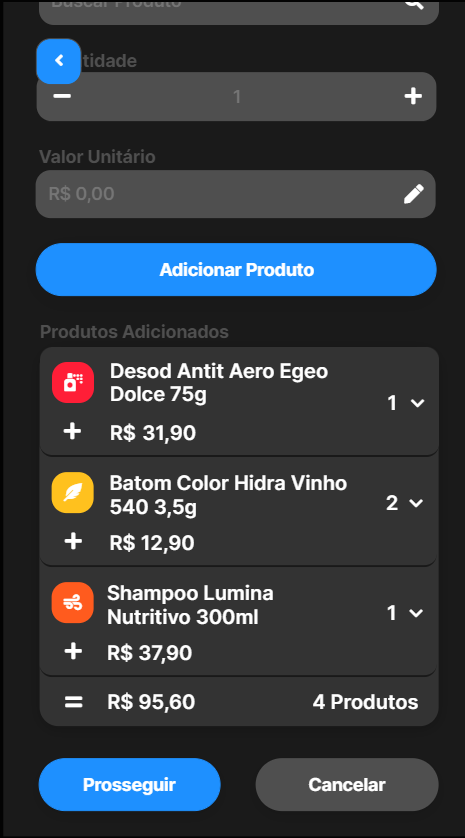 Buscar Produto
tidade
1
Valor Unitário
R$ 0,00
Adicionar Produto
Produtos Adicionados
Desod Antit Aero Egeo
Dolce 75g
1
+ R$ 31,90
Batom Color Hidra Vinho
540 3,5g
2
+ R$ 12,90
Shampoo Lumina
Nutritivo 300ml
1
+ R$ 37,90
= R$ 95,60 4 Produtos
Prosseguir Cancelar